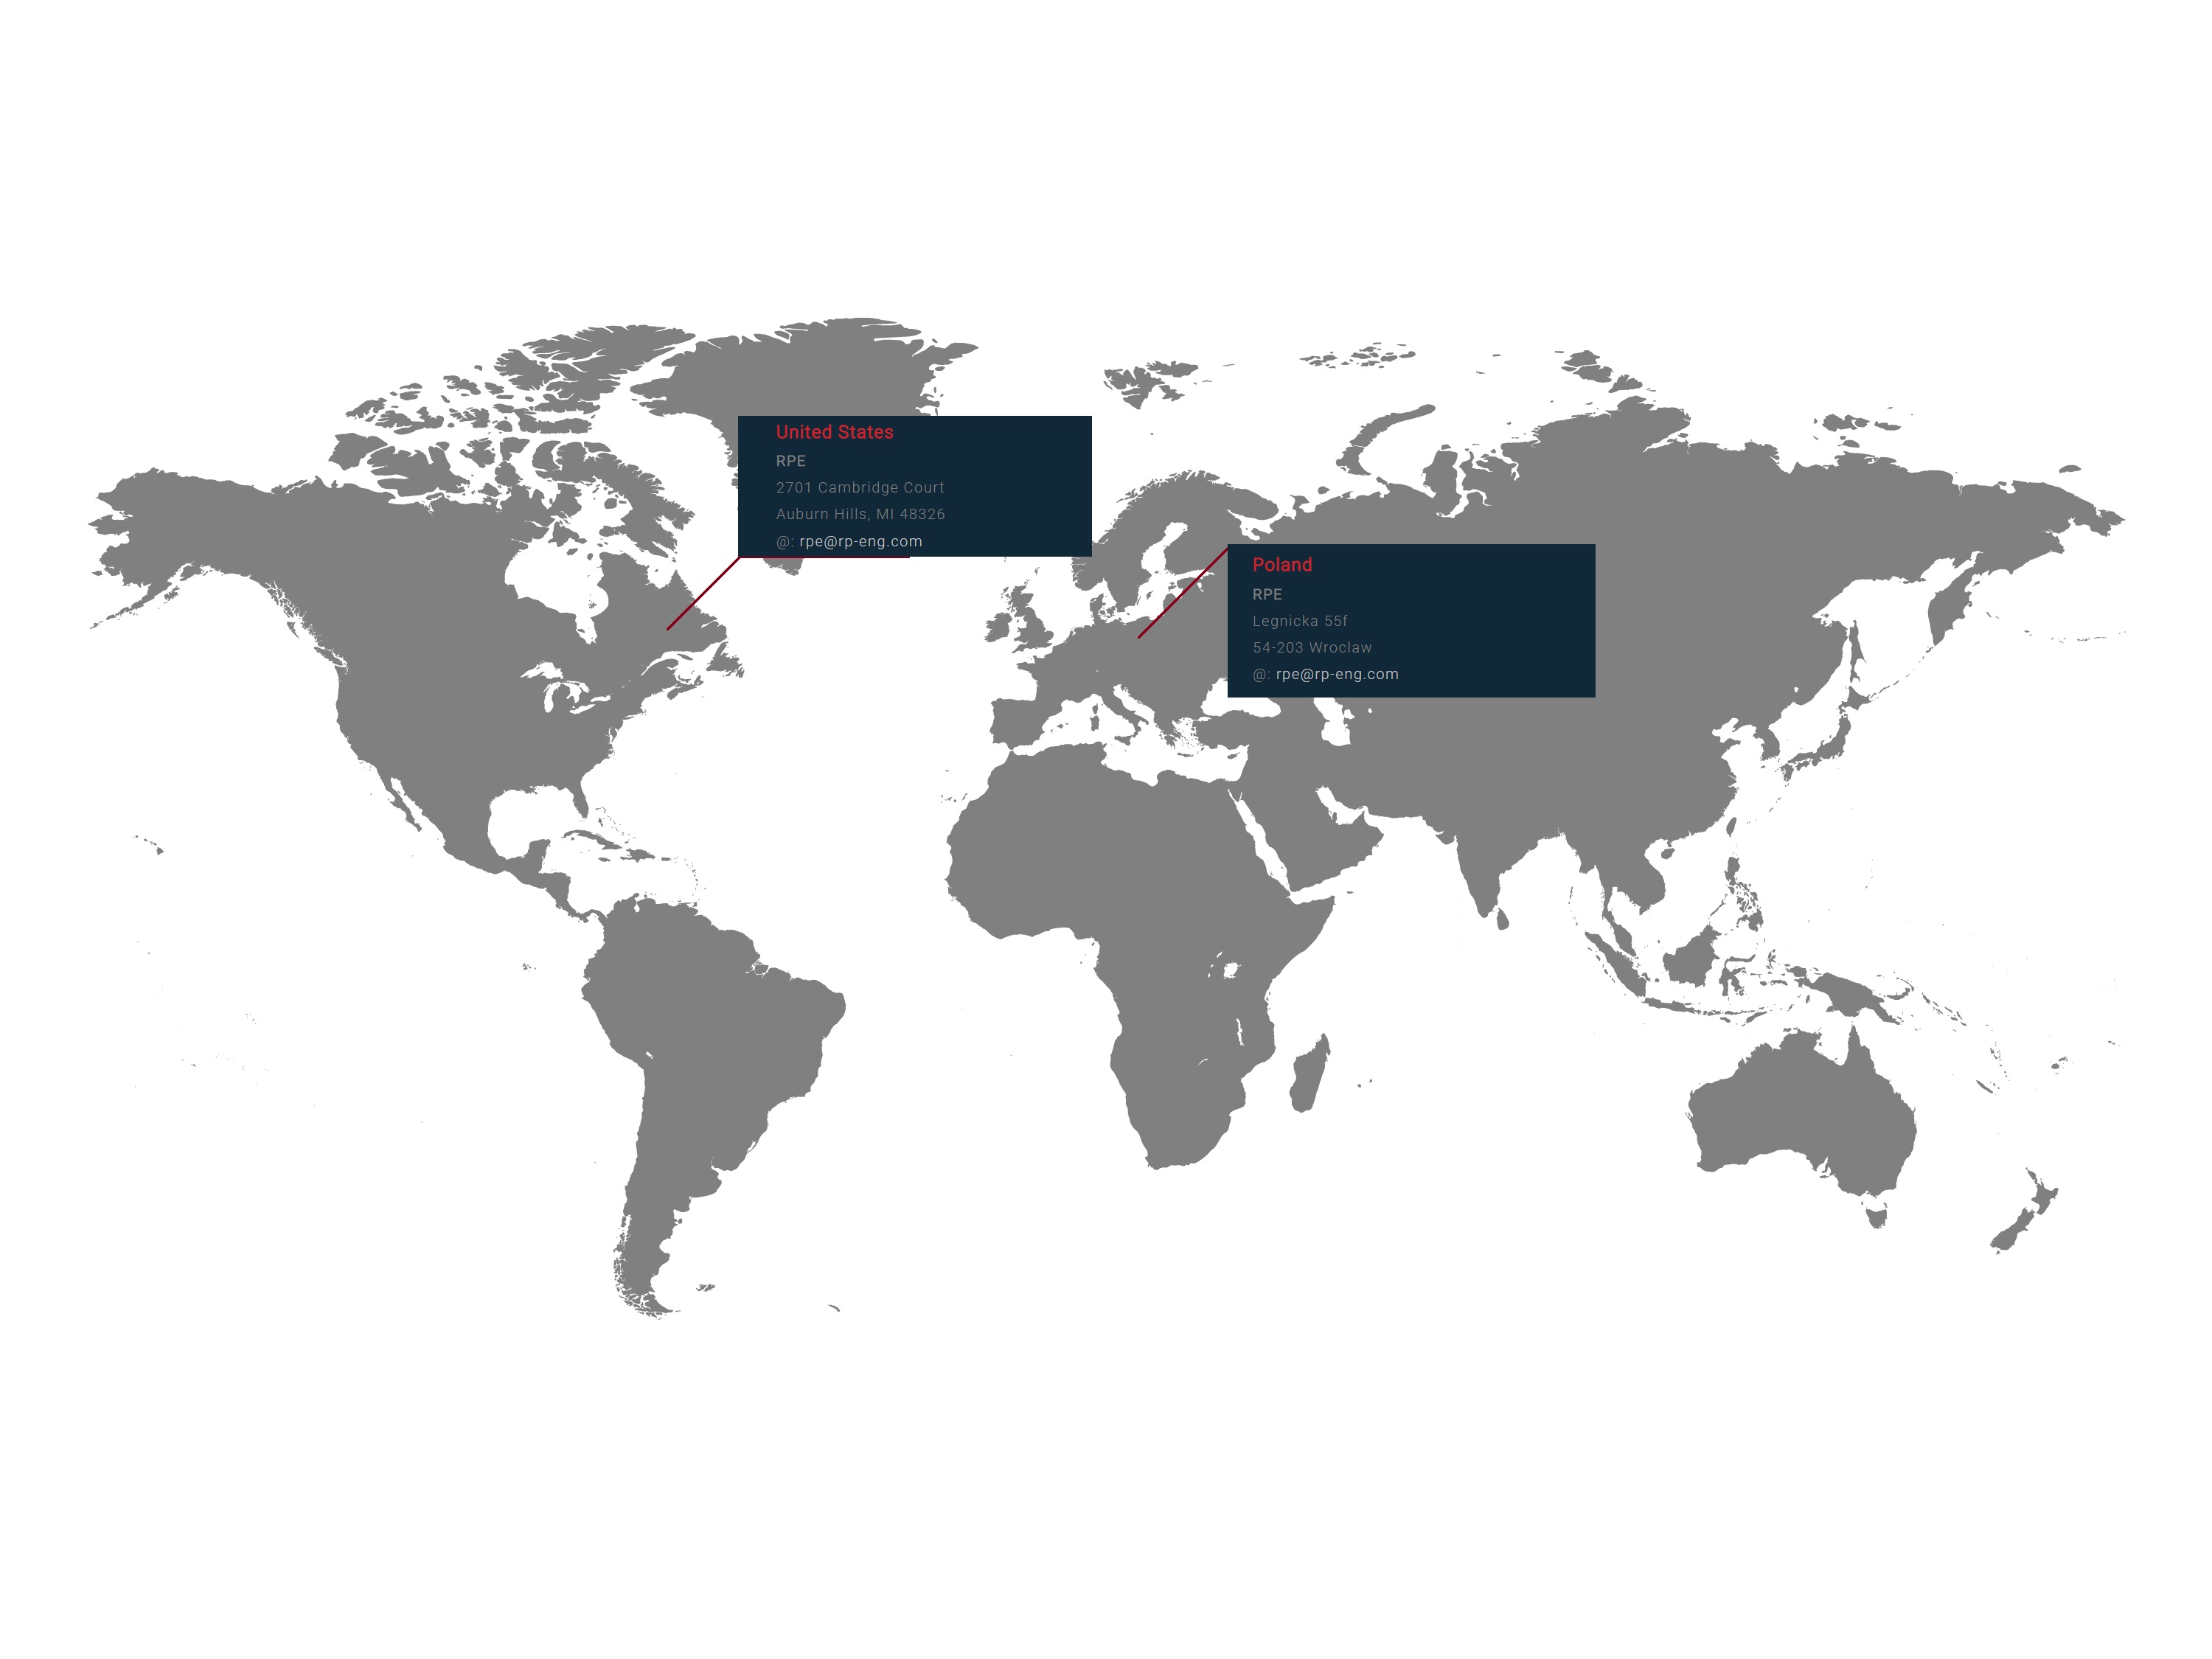 United States
RPE
2701 Cambridge Court
Auburn Hills, MI 48326
@: rpe@rp-eng.com
Poland
RPE
Legnicka 55f
54-203 Wroclaw
@: rpe@rp-eng.com